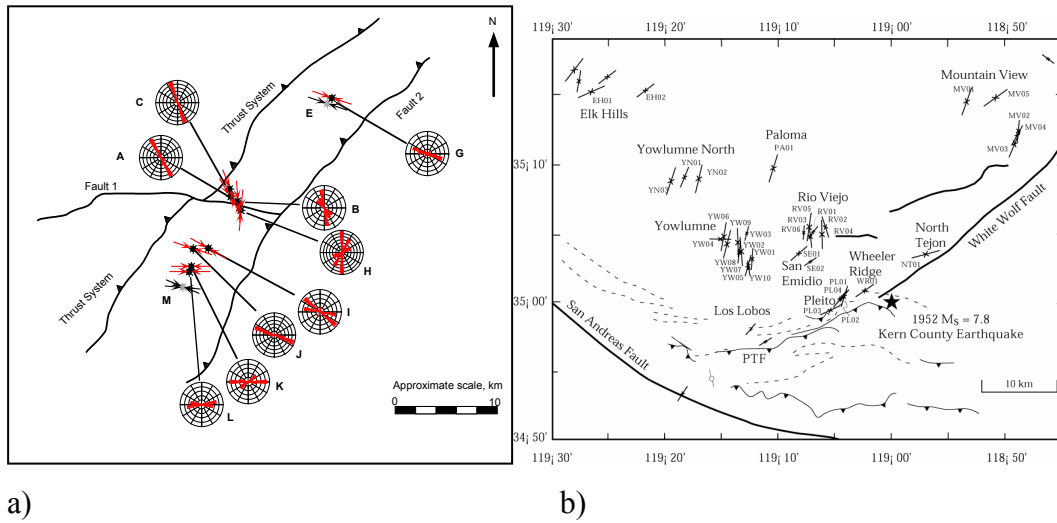 N
C
Thrust System
E
Fault 2
A
G
Fault 1
B
H
M
Thrust System
I
J
K
L
Approximate scale, km
0
10
a)
119¡ 30'
119¡ 20'
119¡ 10'
119¡ 00'
118¡ 50'
Mountain View
MV01
MV05
MV02
MV04
MV03
EH01
EH02
Elk Hills
35¡ 10'
Paloma
PA01
Yowlumne North
YN01
YN02
YN03
Rio Viejo
RV05
RV01
RV03
RV02
RV06
RV04
Yowlumne
YW06
YW09
YW03
YW04
YW02
YW01
YW08
YW07
YW05
YW10
SE01
SE02
San
Emidio
North
Tejon
NT01
White Wolf Fault
Wheeler
Ridge
WR01
PL01
PL04
Pleito
PL03
PL02
35¡ 00'
Los Lobos
1952 Ms = 7.8
Kern County Earthquake
San Andreas Fault
PTF
10 km
34¡ 50'
119¡ 30'
119¡ 20'
119¡ 10'
119¡ 00'
118¡ 50'
b)